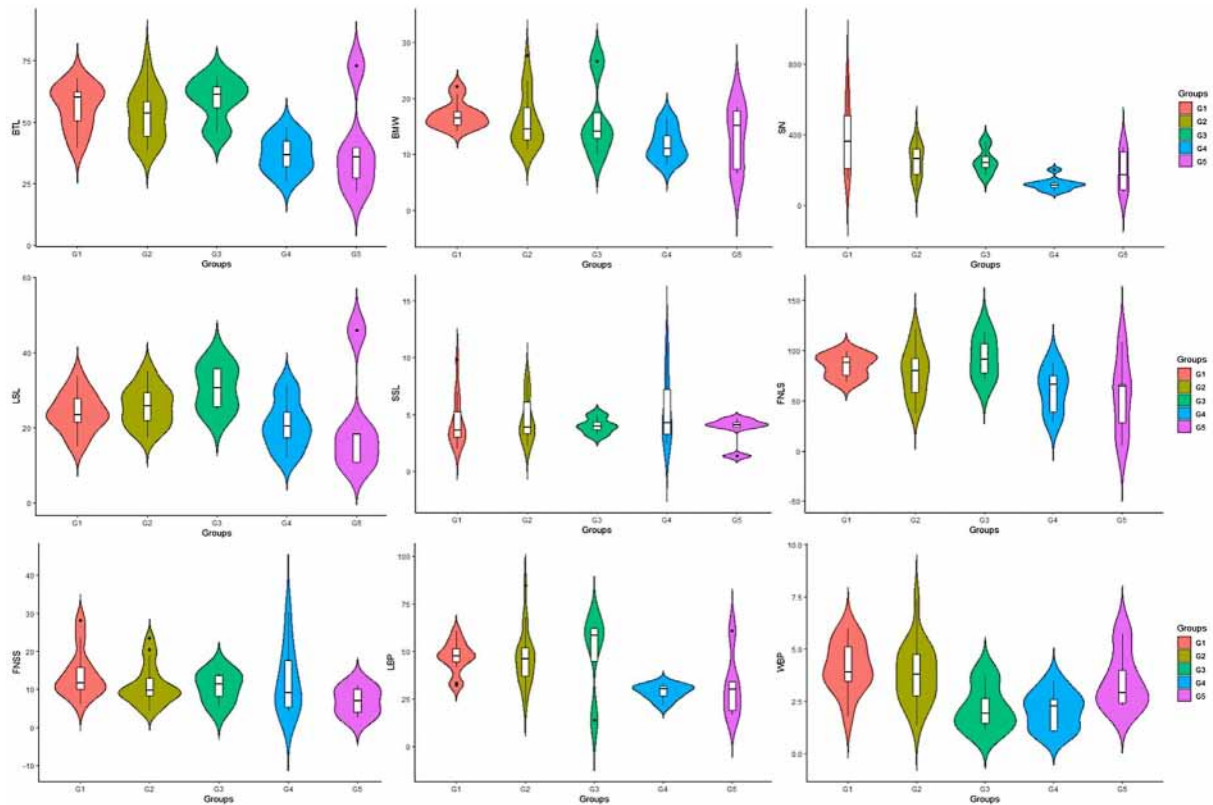 BTL
75
50
25
0
G1 G2 G3 G4 G5
Groups
BMW
30
20
10
0
G1 G2 G3 G4 G5
Groups
SN
800
400
0
G1 G2 G3 G4 G5
Groups
Groups
G1
G2
G3
G4
G5
LSL
60
40
20
0
G1 G2 G3 G4 G5
Groups
SSL
15
10
5
0
G1 G2 G3 G4 G5
Groups
FNLS
150
100
50
0
-50
G1 G2 G3 G4 G5
Groups
Groups
G1
G2
G3
G4
G5
FNSS
40
30
20
10
0
-10
G1 G2 G3 G4 G5
Groups
LBP
100
75
50
25
0
G1 G2 G3 G4 G5
Groups
WBP
10.0
7.5
5.0
2.5
0.0
G1 G2 G3 G4 G5
Groups
Groups
G1
G2
G3
G4
G5